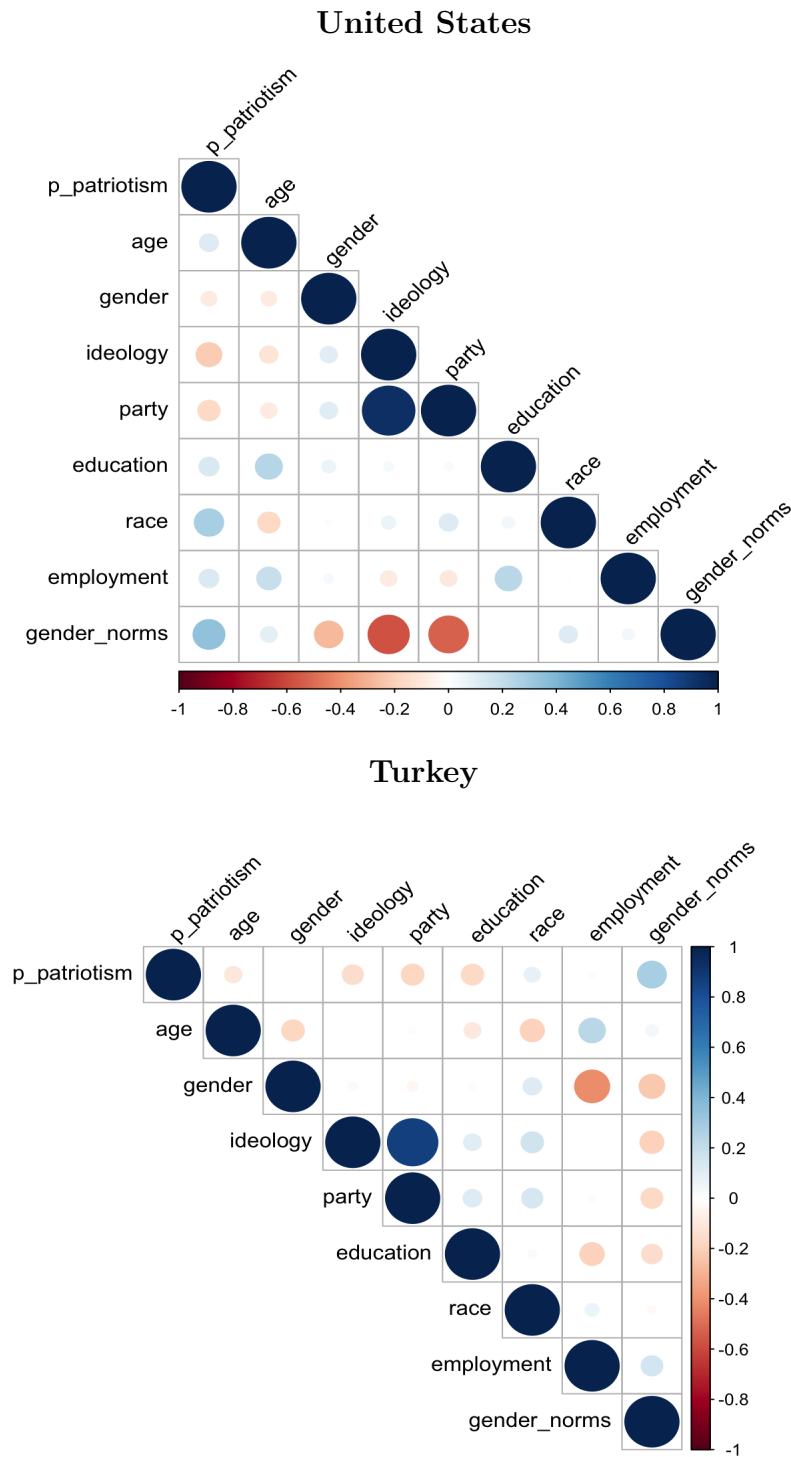 United States
p_patriotism
age
gender
ideology
party
education
race
employment
gender_norms
p_patriotism
age
gender
ideology
party
education
race
employment
gender_norms
-1 -0.8 -0.6 -0.4 -0.2 0 0.2 0.4 0.6 0.8 1
Turkey
p_patriotism age gender ideology party education race employment gender_norms
p_patriotism
age
gender
ideology
party
education
race
employment
gender_norms
1
0.8
0.6
0.4
0.2
0
-0.2
-0.4
-0.6
-0.8
-1